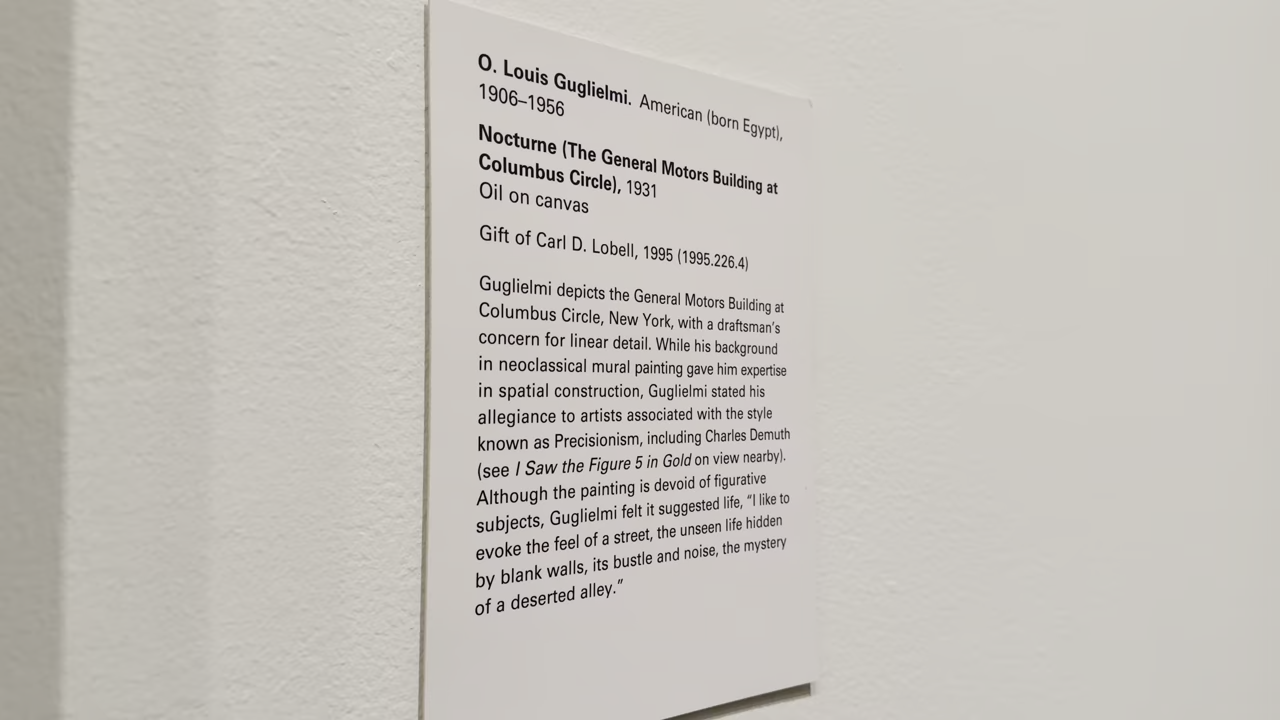 O. Louis Guglielmi. American (born Egypt),
1906–1956
Nocturne (The General Motors Building at
Columbus Circle), 1931
Oil on canvas
Gift of Carl D. Lobell, 1995 (1995.226.4)
Guglielmi depicts the General Motors Building at
Columbus Circle, New York, with a draftsman’s
concern for linear detail. While his background
in neoclassical mural painting gave him expertise
in spatial construction, Guglielmi stated his
allegiance to artists associated with the style
known as Precisionism, including Charles Demuth
(see I Saw the Figure 5 in Gold on view nearby).
Although the painting is devoid of figurative
subjects, Guglielmi felt it suggested life, “I like to
evoke the feel of a street, the unseen life hidden
by blank walls, its bustle and noise, the mystery
of a deserted alley.”